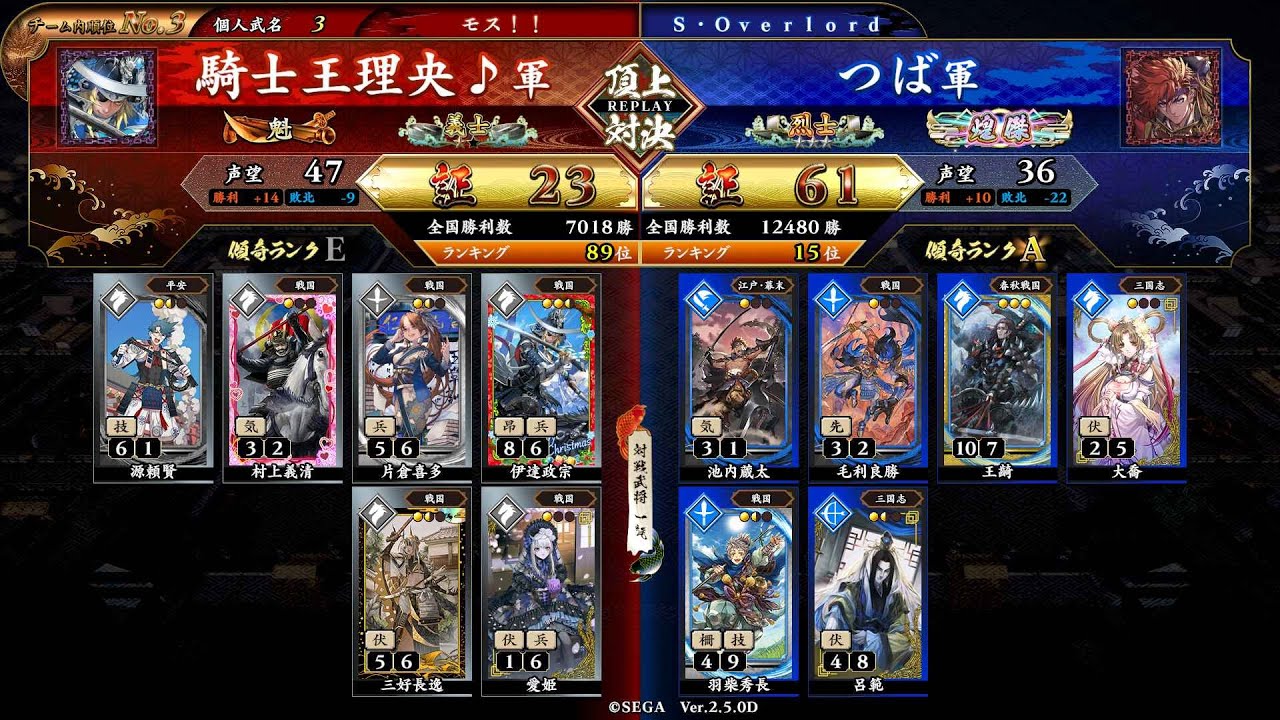 チーム内順位 No.3
個人武名 3
モス!!
S・Overlord
騎士王理央♪軍
頂上
REPLAY
対決
つば軍
魁
義士
烈士
煌傑
声望 47
勝利 +14 敗北 -9
証 23
証 61
声望 36
勝利 +10 敗北 -22
全国勝利数 7018勝
全国勝利数 12480勝
傾奇ランクE
ランキング 89位
ランキング 15位
傾奇ランクA
平安
技
6 1
源頼賢
戦国
気
3 2
村上義清
戦国
兵
5 6
片倉喜多
戦国
昂 兵
8 6
Christmas
伊達政宗
江戸・幕末
気
3 1
池内蔵太
戦国
先
3 2
毛利良勝
春秋戦国
10 7
王齮
三国志
伏
2 5
大喬
対戦武将一覧
戦国
伏
5 6
三好長逸
戦国
伏 兵
1 6
愛姫
戦国
柵 技
4 9
羽柴秀長
三国志
伏
4 8
呂範
©SEGA Ver.2.5.0D